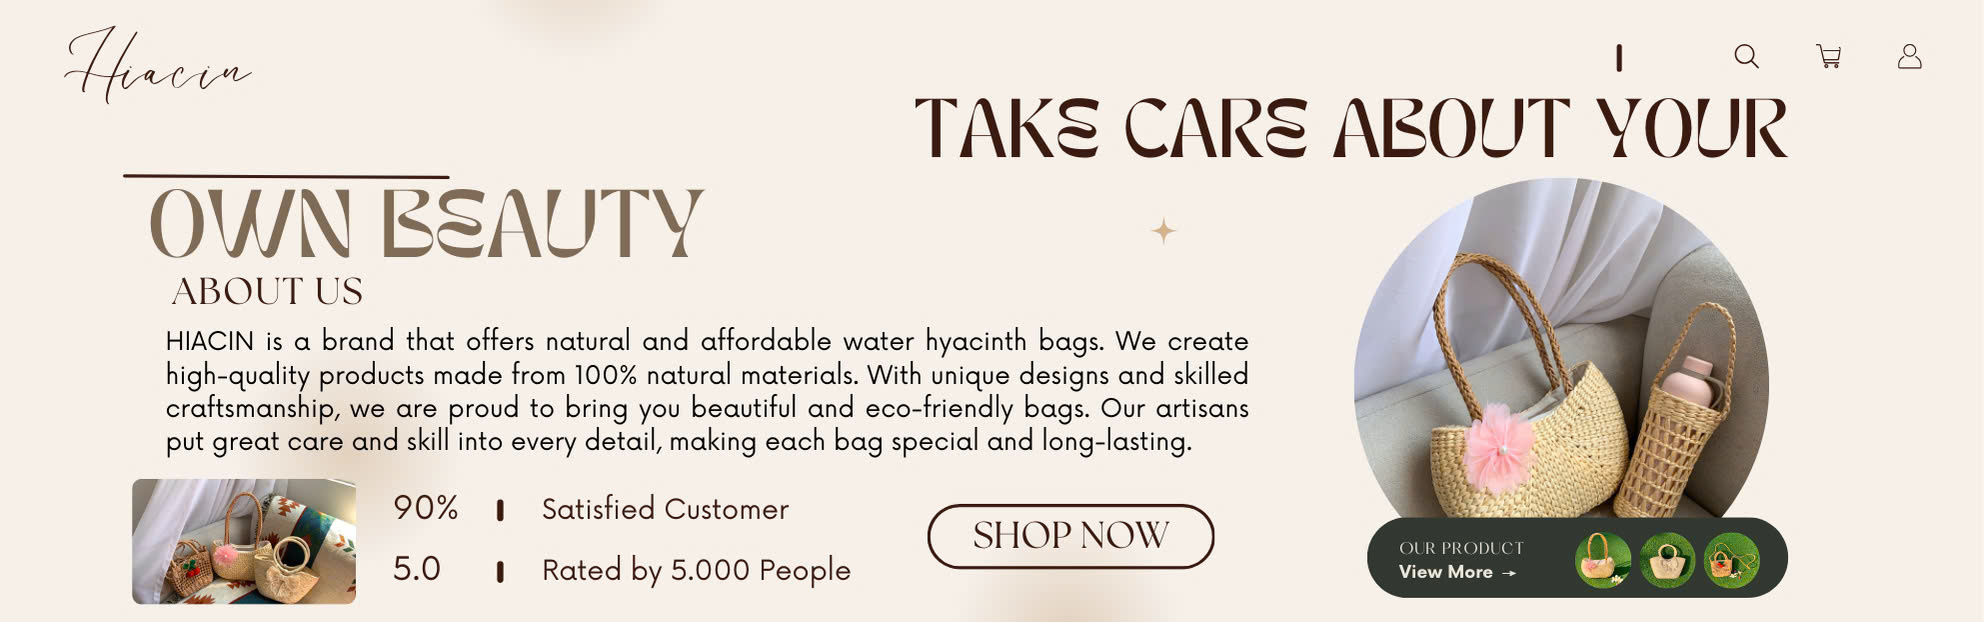 Hiacin
TAKE CARE ABOUT YOUR
OWN BEAUTY
ABOUT US
HIACIN is a brand that offers natural and affordable water hyacinth bags. We create
high-quality products made from 100% natural materials. With unique designs and skilled
craftsmanship, we are proud to bring you beautiful and eco-friendly bags. Our artisans
put great care and skill into every detail, making each bag special and long-lasting.
90% Satisfied Customer
5.0 Rated by 5.000 People
SHOP NOW
OUR PRODUCT
View More →